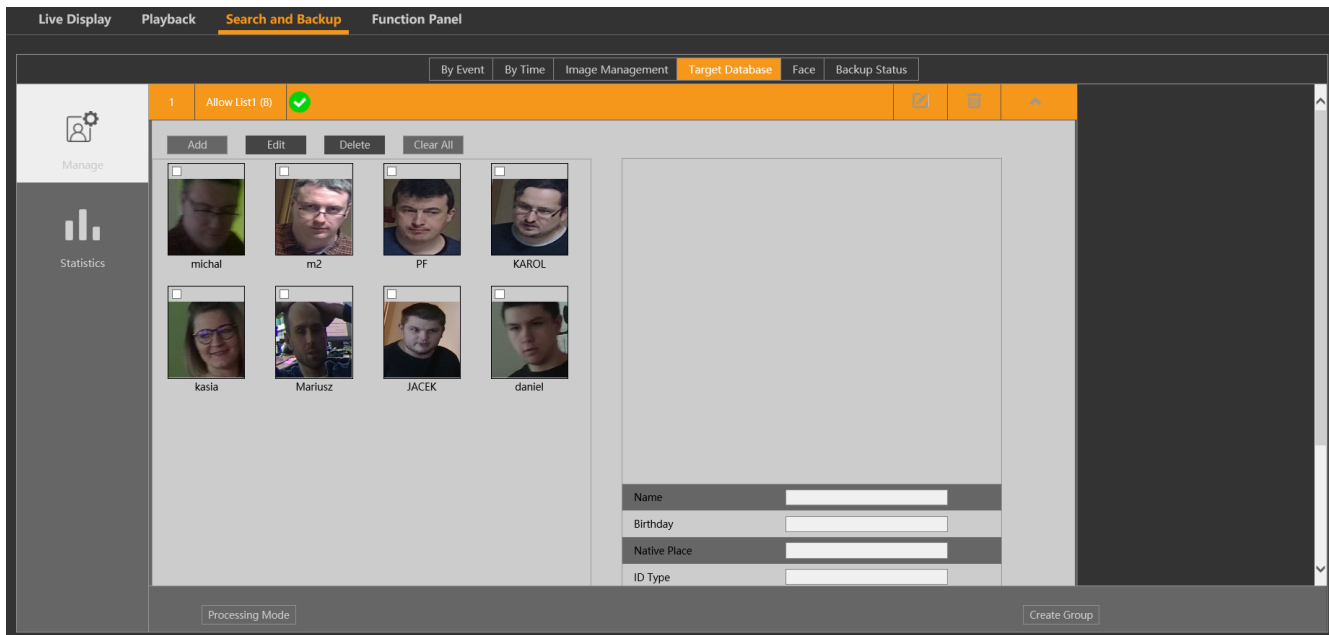 Live Display Playback Search and Backup Function Panel
By Event By Time Image Management Target Database Face Backup Status
1 Allow List1 (8)
Manage
Statistics
Add Edit Delete Clear All
michal m2 PF KAROL
kasia Mariusz JACEK daniel
Name
Birthday
Native Place
ID Type
Processing Mode Create Group